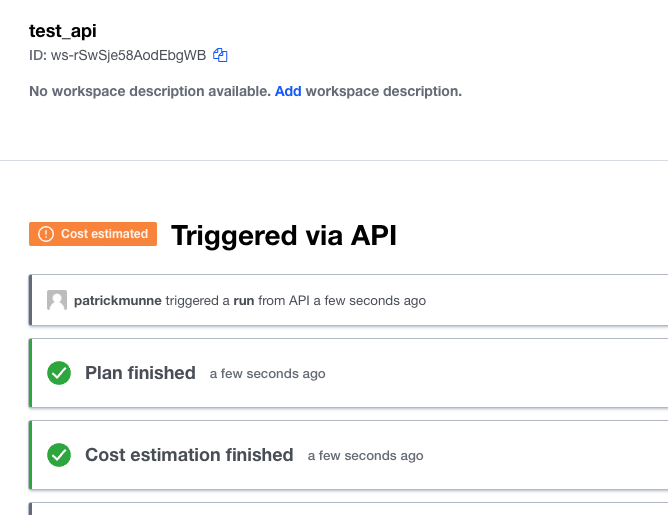 test_api
ID: ws-rSwSje58AodEbgWB
No workspace description available. Add workspace description.
Cost estimated Triggered via API
patrickmunne triggered a run from API a few seconds ago
Plan finished a few seconds ago
Cost estimation finished a few seconds ago